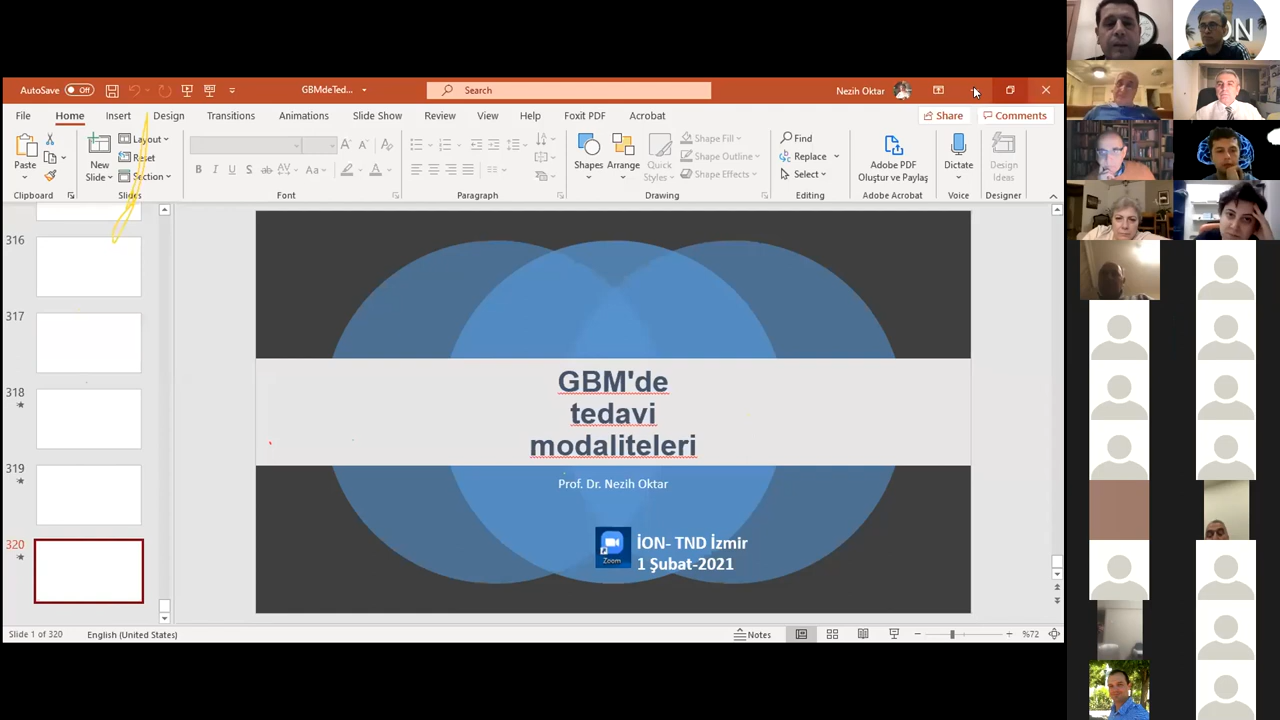 AutoSave Off
GBMdeTed...
Search
Nezih Oktar
File Home Insert Design Transitions Animations Slide Show Review View Help Foxit PDF Acrobat
Share Comments
Paste
New Slide
Layout
Reset
Section
B I U S ab AV Aa A
Shapes
Arrange
Quick Styles
Shape Fill
Shape Outline
Shape Effects
Find
Replace
Select
Adobe PDF
Oluştur ve Paylaş
Dictate
Design Ideas
Clipboard Slides Font Paragraph Drawing Editing Adobe Acrobat Voice Designer
316
317
318
319
320
GBM'de
tedavi
modaliteleri
Prof. Dr. Nezih Oktar
Zoom
İON- TND İzmir
1 Şubat-2021
Slide 1 of 320 English (United States) Notes %72